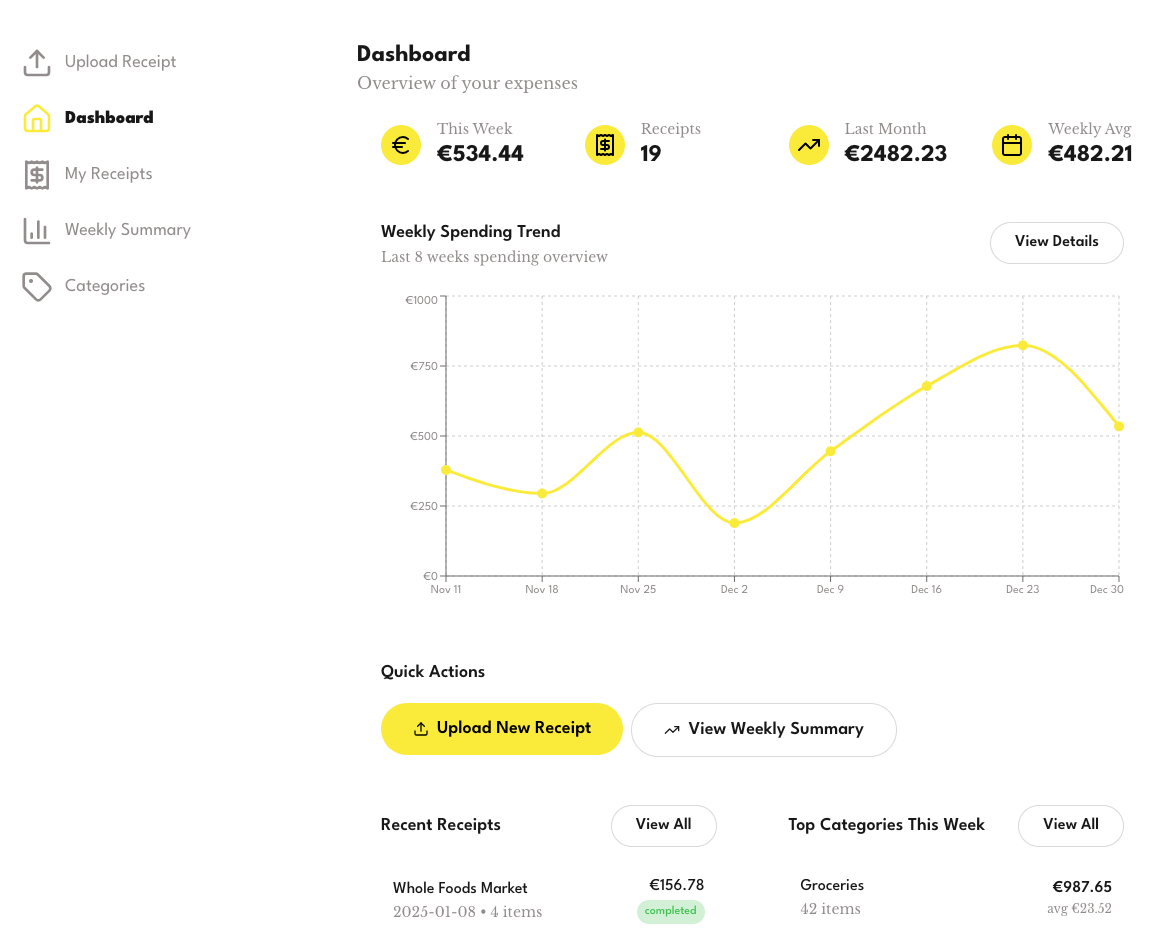 Upload Receipt
Dashboard
My Receipts
Weekly Summary
Categories
Dashboard
Overview of your expenses
This Week
€534.44
Receipts
19
Last Month
€2482.23
Weekly Avg
€482.21
Weekly Spending Trend
Last 8 weeks spending overview
View Details
€1000
€750
€500
€250
€0
Nov 11 Nov 18 Nov 25 Dec 2 Dec 9 Dec 16 Dec 23 Dec 30
Quick Actions
Upload New Receipt
View Weekly Summary
Recent Receipts
View All
Whole Foods Market
€156.78
2025-01-08 • 4 items
completed
Top Categories This Week
View All
Groceries
€987.65
42 items
avg €23.52